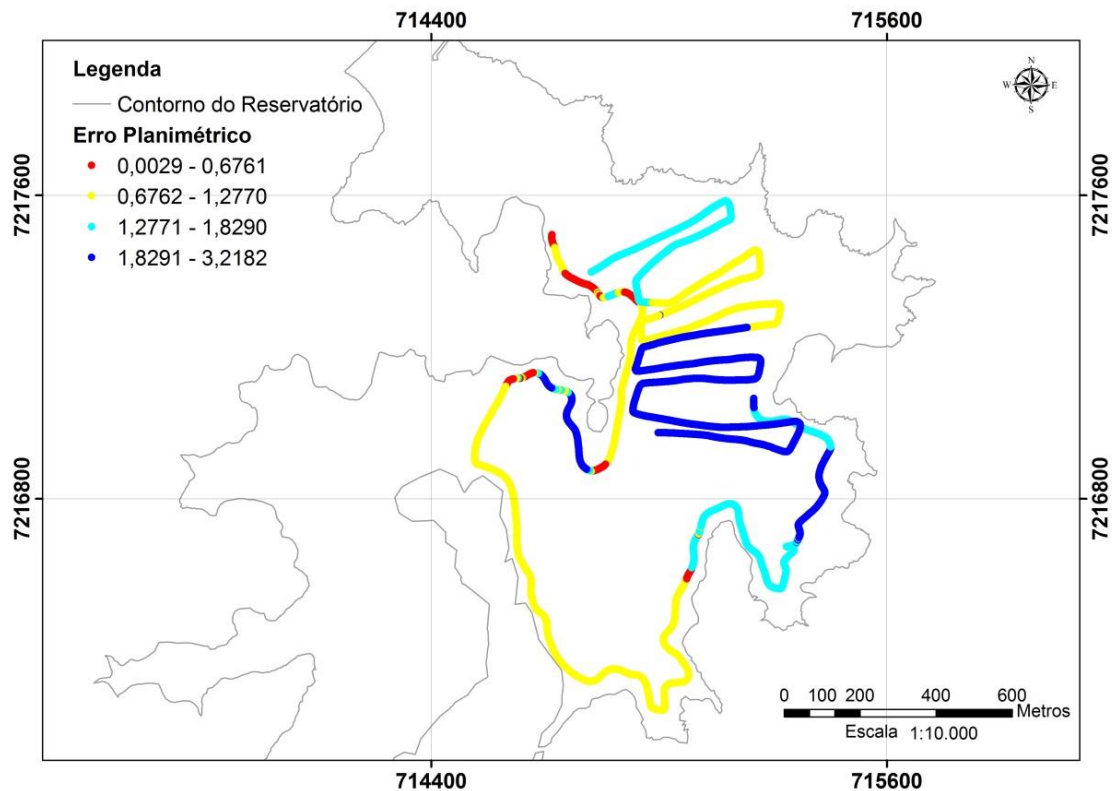 714400 715600
Legenda
Contorno do Reservatório
Erro Planimétrico
0,0029 - 0,6761
0,6762 - 1,2770
1,2771 - 1,8290
1,8291 - 3,2182
N
W E
S
7217600 7217600
7216800 7216800
0 100 200 400 600
Metros
Escala 1:10.000
714400 715600